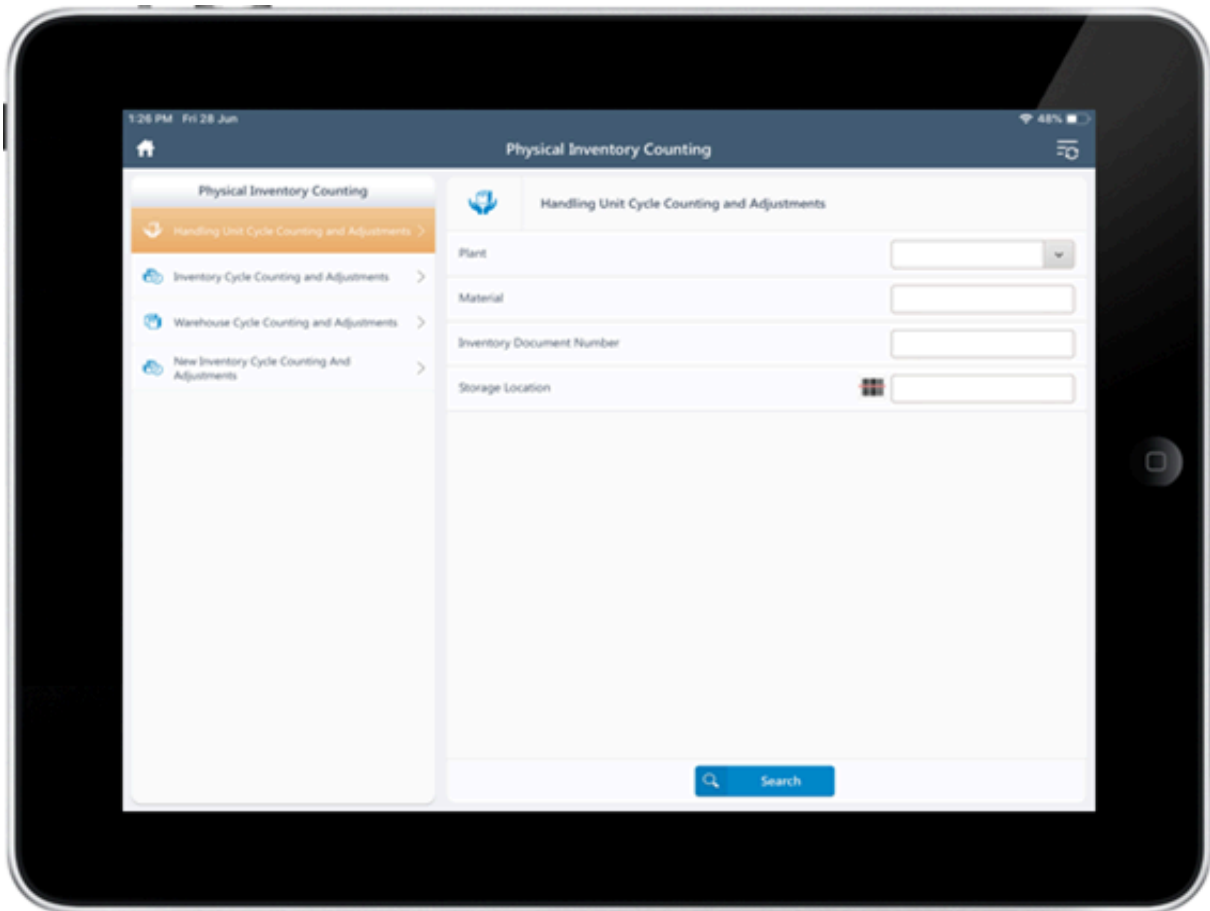 1:26 PM Fri 28 Jun
48%
Physical Inventory Counting
Physical Inventory Counting
Handling Unit Cycle Counting and Adjustments
Inventory Cycle Counting and Adjustments
Warehouse Cycle Counting and Adjustments
New Inventory Cycle Counting And
Adjustments
Handling Unit Cycle Counting and Adjustments
Plant
Material
Inventory Document Number
Storage Location
Search